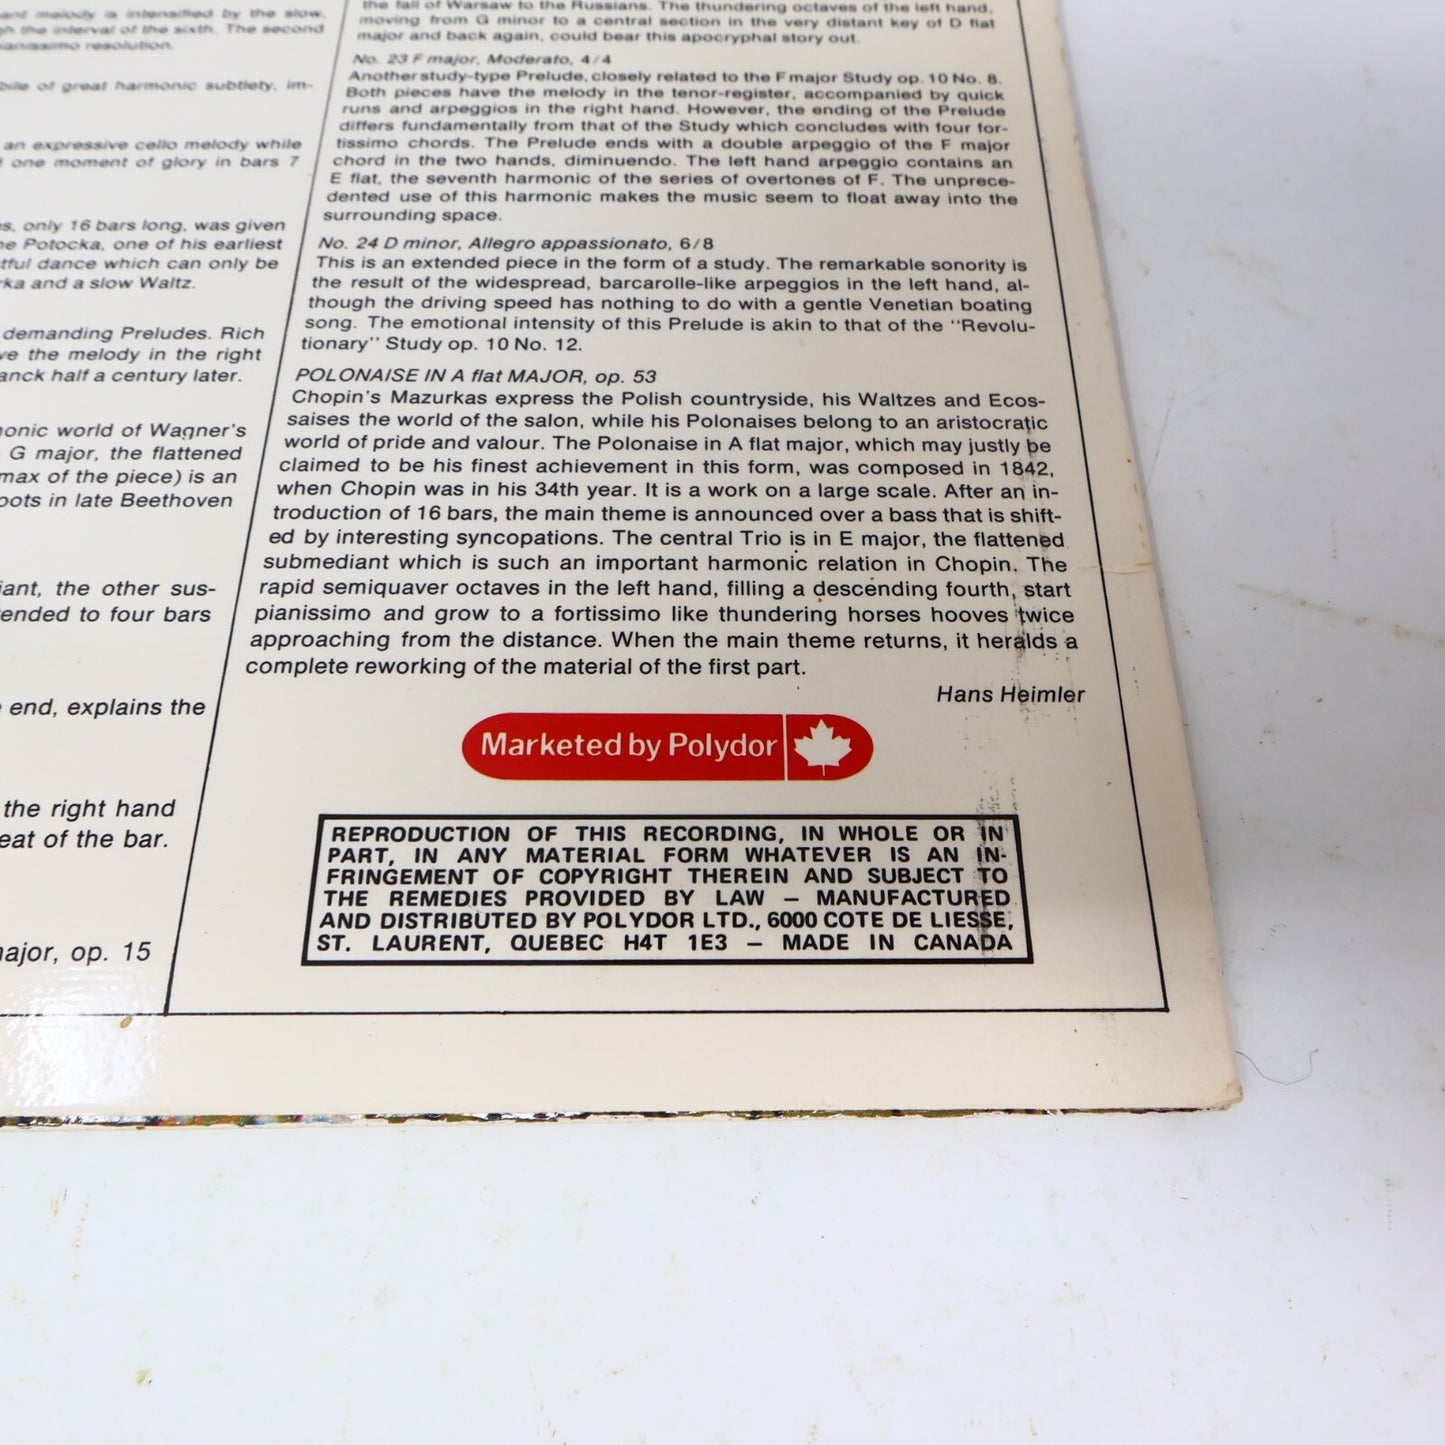 ant melody is intensified by the slow,
gh the interval of the sixth. The second
ianissimo resolution.
bile of great harmonic subtlety, im-
an expressive cello melody while
one moment of glory in bars 7
s, only 16 bars long, was given
ne Potocka, one of his earliest
tful dance which can only be
rka and a slow Waltz.
demanding Preludes. Rich
ve the melody in the right
anck half a century later.
nonic world of Wagner's
G major, the flattened
max of the piece) is an
oots in late Beethoven
iant, the other sus-
ended to four bars
end, explains the
the right hand
eat of the bar.
ajor, op. 15
the fall of Warsaw to the Russians. The thundering octaves of the left hand,
moving from G minor to a central section in the very distant key of D flat
major and back again, could bear this apocryphal story out.
No. 23 F major, Moderato, 4/4
Another study-type Prelude, closely related to the F major Study op. 10 No. 8.
Both pieces have the melody in the tenor-register, accompanied by quick
runs and arpeggios in the right hand. However, the ending of the Prelude
differs fundamentally from that of the Study which concludes with four for-
tissimo chords. The Prelude ends with a double arpeggio of the F major
chord in the two hands, diminuendo. The left hand arpeggio contains an
E flat, the seventh harmonic of the series of overtones of F. The unprece-
dented use of this harmonic makes the music seem to float away into the
surrounding space.
No. 24 D minor, Allegro appassionato, 6/8
This is an extended piece in the form of a study. The remarkable sonority is
the result of the widespread, barcarolle-like arpeggios in the left hand, al-
though the driving speed has nothing to do with a gentle Venetian boating
song. The emotional intensity of this Prelude is akin to that of the "Revolu-
tionary" Study op. 10 No. 12.
POLONAISE IN A flat MAJOR, op. 53
Chopin's Mazurkas express the Polish countryside, his Waltzes and Ecos-
saises the world of the salon, while his Polonaises belong to an aristocratic
world of pride and valour. The Polonaise in A flat major, which may justly be
claimed to be his finest achievement in this form, was composed in 1842,
when Chopin was in his 34th year. It is a work on a large scale. After an in-
troduction of 16 bars, the main theme is announced over a bass that is shift-
ed by interesting syncopations. The central Trio is in E major, the flattened
submediant which is such an important harmonic relation in Chopin. The
rapid semiquaver octaves in the left hand, filling a descending fourth, start
pianissimo and grow to a fortissimo like thundering horses hooves twice
approaching from the distance. When the main theme returns, it heralds a
complete reworking of the material of the first part.
Hans Heimler
Marketed by Polydor
REPRODUCTION OF THIS RECORDING, IN WHOLE OR IN
PART, IN ANY MATERIAL FORM WHATEVER IS AN IN-
FRINGEMENT OF COPYRIGHT THEREIN AND SUBJECT TO
THE REMEDIES PROVIDED BY LAW – MANUFACTURED
AND DISTRIBUTED BY POLYDOR LTD., 6000 COTE DE LIESSE,
ST. LAURENT, QUEBEC H4T 1E3 – MADE IN CANADA